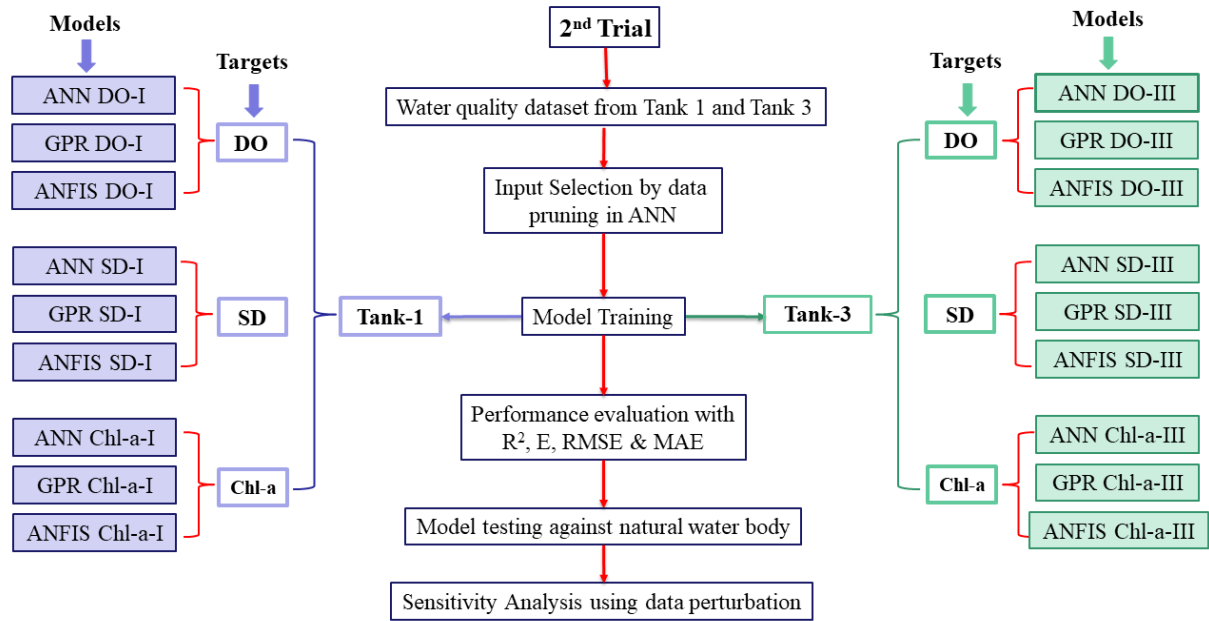 Models
Targets
ANN DO-I
GPR DO-I
ANFIS DO-I
DO
ANN SD-I
GPR SD-I
ANFIS SD-I
SD
ANN Chl-a-I
GPR Chl-a-I
ANFIS Chl-a-I
Chl-a
Tank-1
2nd Trial
Water quality dataset from Tank 1 and Tank 3
Input Selection by data
pruning in ANN
Model Training
Performance evaluation with
R², E, RMSE & MAE
Model testing against natural water body
Sensitivity Analysis using data perturbation
Tank-3
Models
Targets
DO
ANN DO-III
GPR DO-III
ANFIS DO-III
SD
ANN SD-III
GPR SD-III
ANFIS SD-III
Chl-a
ANN Chl-a-III
GPR Chl-a-III
ANFIS Chl-a-III